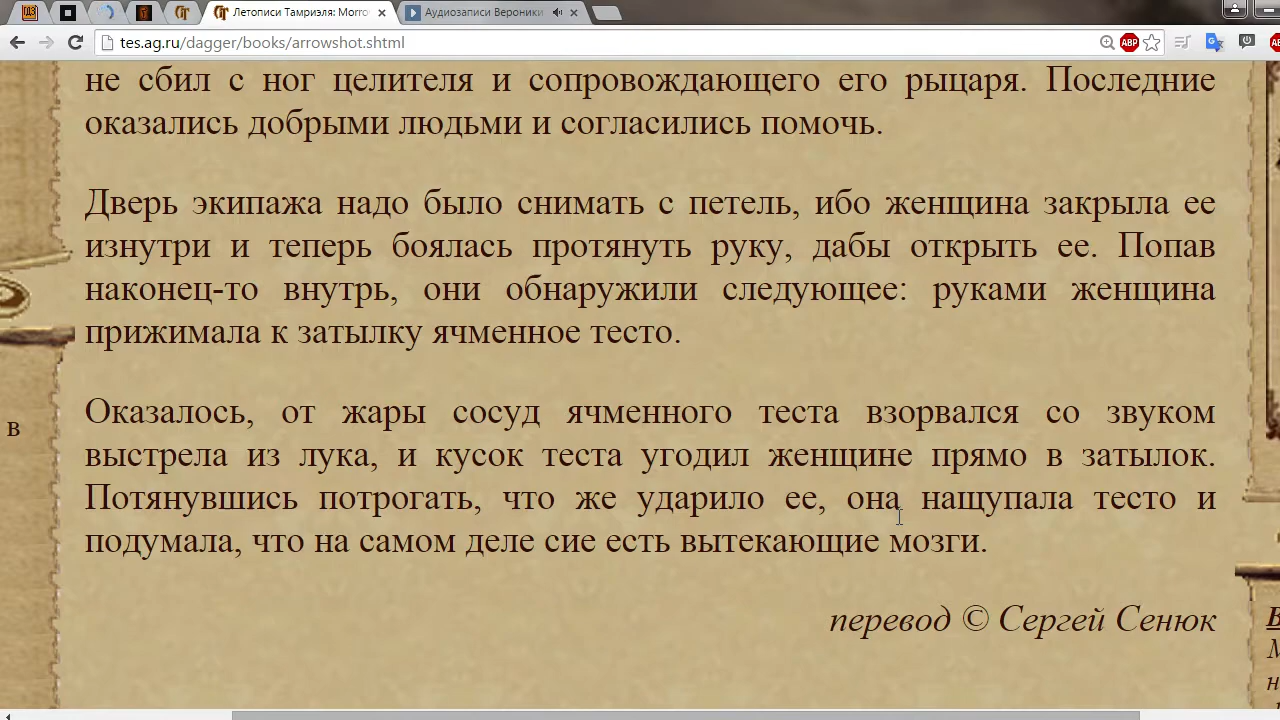 Летописи Тамриэля: Morro
Аудиозаписи Вероники
tes.ag.ru/dagger/books/arrowshot.shtml
ABP
не сбил с ног целителя и сопровождающего его рыцаря. Последние
оказались добрыми людьми и согласились помочь.
Дверь экипажа надо было снимать с петель, ибо женщина закрыла ее
изнутри и теперь боялась протянуть руку, дабы открыть ее. Попав
наконец-то внутрь, они обнаружили следующее: руками женщина
прижимала к затылку ячменное тесто.
в
Оказалось, от жары сосуд ячменного теста взорвался со звуком
выстрела из лука, и кусок теста угодил женщине прямо в затылок.
Потянувшись потрогать, что же ударило ее, она нащупала тесто и
подумала, что на самом деле сие есть вытекающие мозги.
перевод © Сергей Сенюк